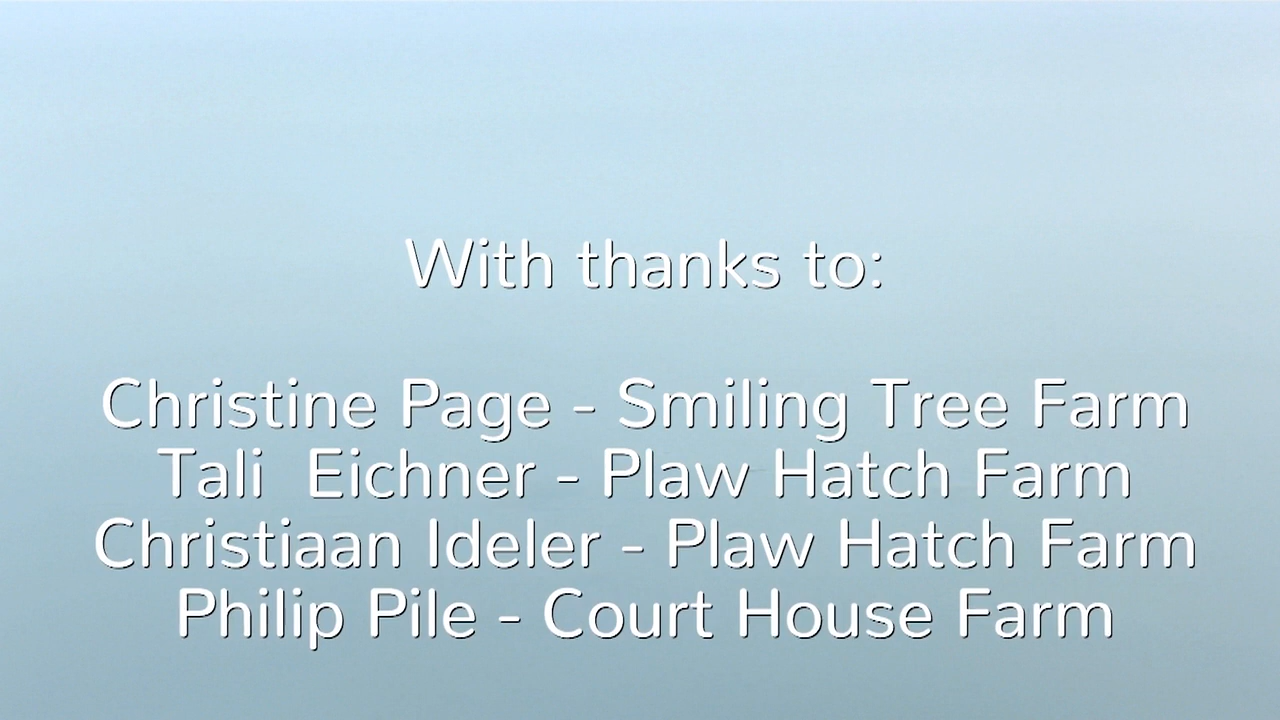 With thanks to:
Christine Page - Smiling Tree Farm
Tali  Eichner - Plaw Hatch Farm
Christiaan Ideler - Plaw Hatch Farm
Philip Pile - Court House Farm